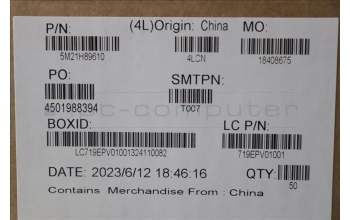 P/N: (4L)Origin: China MO:
5M21H89610 4LCN 18408675
PO: SMTPN:
4501988394 T007
BOXID: LC P/N:
LC719EPV01001324110082 719EPV01001
DATE: 2023/6/12 18:46:16 QTY:
50
Contains Merchandise From : China